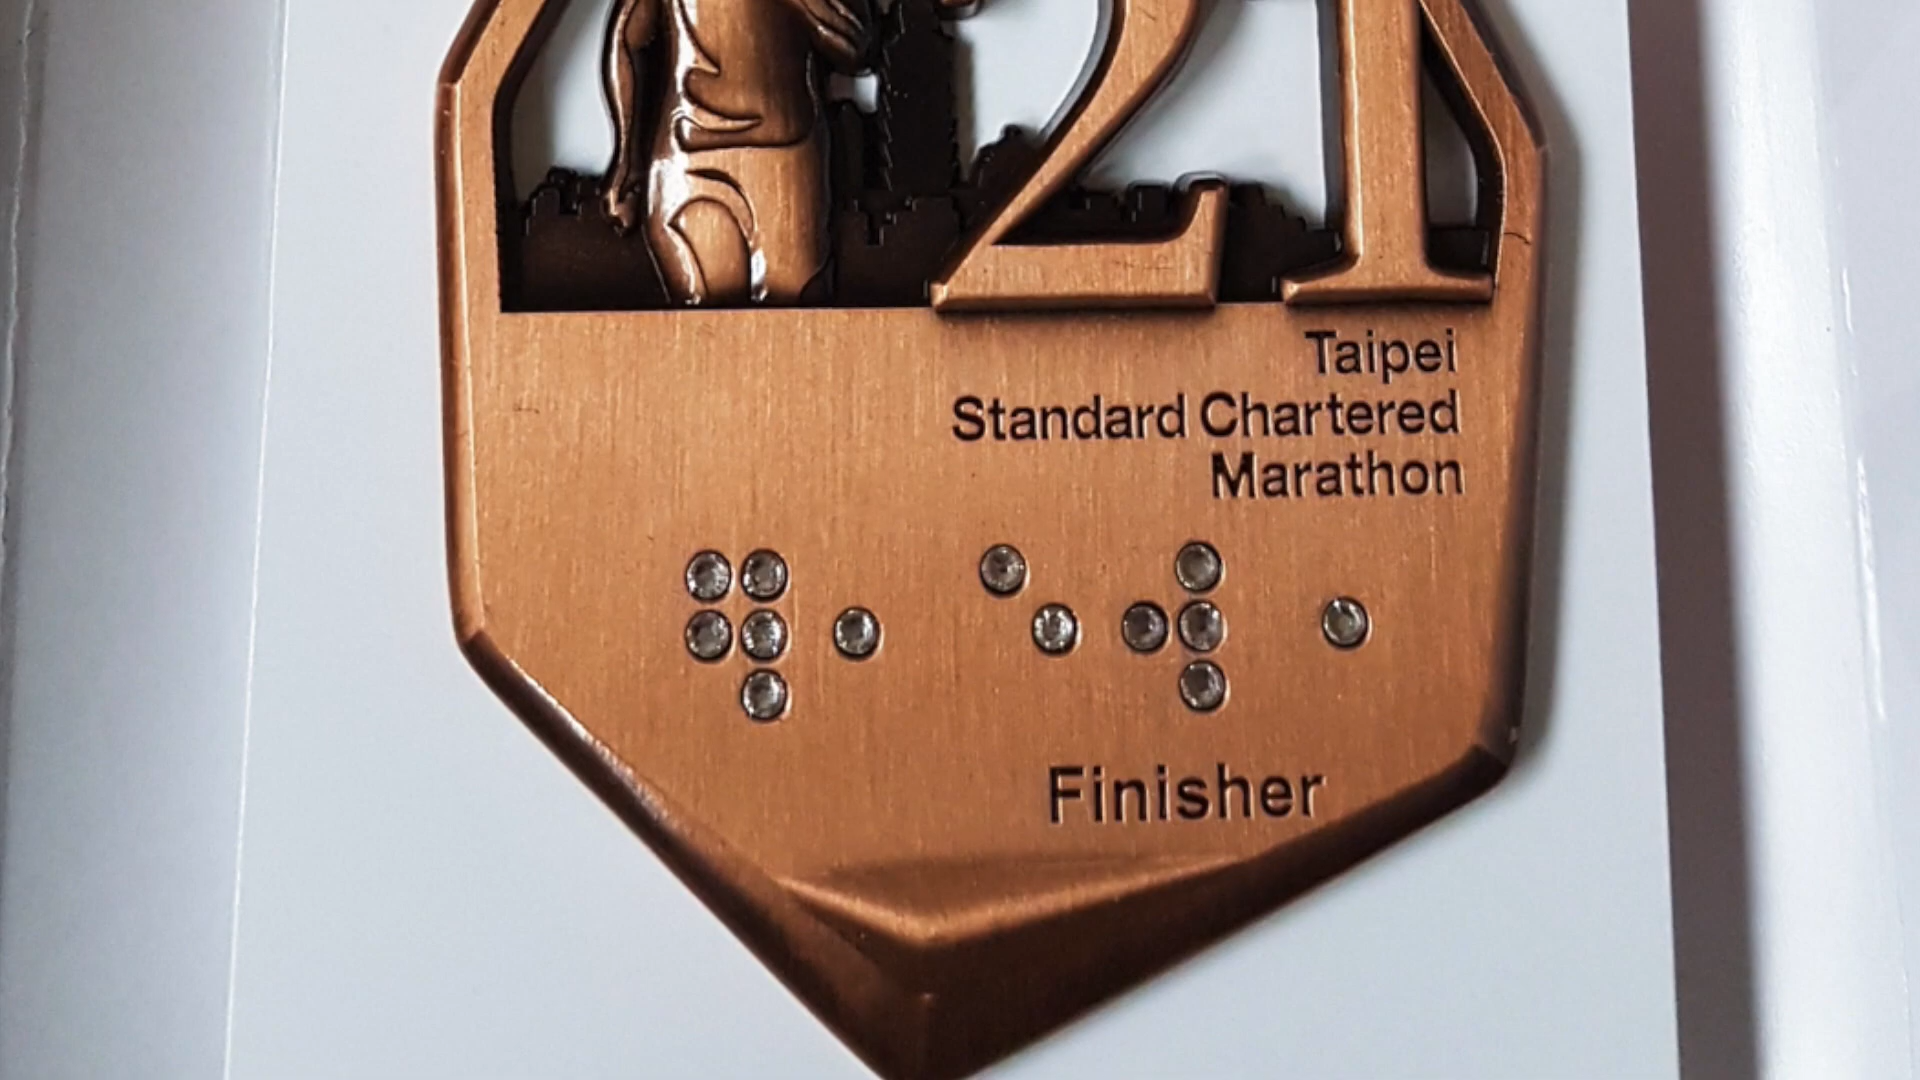 21
Taipei
Standard Chartered
Marathon
⠻⠂⠑⠺⠐
Finisher